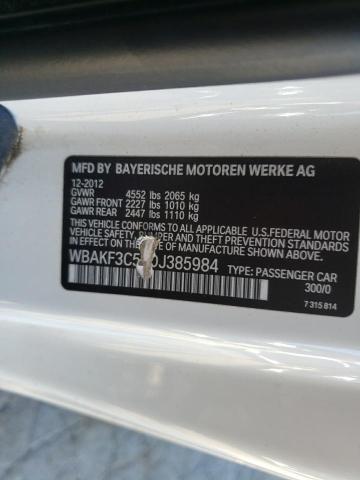 MFD BY BAYERISCHE MOTOREN WERKE AG
12-2012
GVWR 4552 lbs 2065 kg
GAWR FRONT 2227 lbs 1010 kg
GAWR REAR 2447 lbs 1110 kg
THIS VEHICLE CONFORMS TO ALL APPLICABLE U.S. FEDERAL MOTOR
VEHICLE SAFETY, BUMPER AND THEFT PREVENTION STANDARDS
IN EFFECT ON THE DATE OF MANUFACTURE SHOWN ABOVE.
TYPE: PASSENGER CAR
300/0
7 315 814